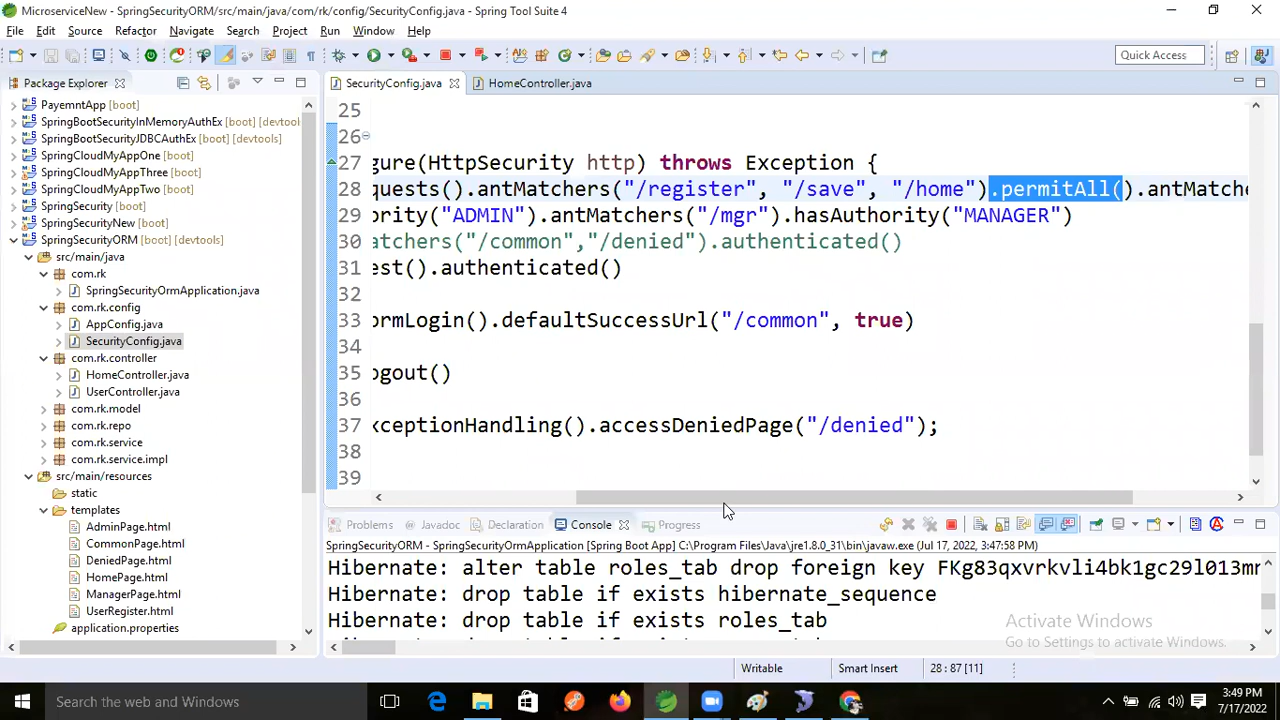 MicroserviceNew - SpringSecurityORM/src/main/java/com/rk/config/SecurityConfig.java - Spring Tool Suite 4
File Edit Source Refactor Navigate Search Project Run Window Help
Quick Access
Package Explorer
PayemntApp [boot]
SpringBootSecurityInMemoryAuthEx [boot] [devtools
SpringBootSecurityJDBCAuthEx [boot] [devtools]
SpringCloudMyAppOne [boot] [devtools]
SpringCloudMyAppThree [boot] [devtools]
SpringCloudMyAppTwo [boot] [devtools]
SpringSecurity [boot] [devtools]
SpringSecurityNew [boot] [devtools]
SpringSecurityORM [boot] [devtools]
src/main/java
com.rk
SpringSecurityOrmApplication.java
com.rk.config
AppConfig.java
SecurityConfig.java
com.rk.controller
HomeController.java
UserController.java
com.rk.model
com.rk.repo
com.rk.service
com.rk.service.impl
src/main/resources
static
templates
AdminPage.html
CommonPage.html
DeniedPage.html
HomePage.html
ManagerPage.html
UserRegister.html
application.properties
SecurityConfig.java HomeController.java
25
26
27 gure(HttpSecurity http) throws Exception {
28 quests().antMatchers("/register", "/save", "/home").permitAll().antMatche
29 ority("ADMIN").antMatchers("/mgr").hasAuthority("MANAGER")
30 atchers("/common","/denied").authenticated()
31 est().authenticated()
32
33 ormLogin().defaultSuccessUrl("/common", true)
34
35 ogout()
36
37 xceptionHandling().accessDeniedPage("/denied");
38
39
Problems Javadoc Declaration Console Progress
SpringSecurityORM - SpringSecurityOrmApplication [Spring Boot App] C:\Program Files\Java\jre1.8.0_31\bin\javaw.exe (Jul 17, 2022, 3:47:58 PM)
Hibernate: alter table roles_tab drop foreign key FKg83qxvrkvli4bk1gc29l013mr
Hibernate: drop table if exists hibernate_sequence
Hibernate: drop table if exists roles_tab
Activate Windows
Go to Settings to activate Windows.
Writable Smart Insert 28 : 87 [11]
Search the web and Windows
3:49 PM
7/17/2022